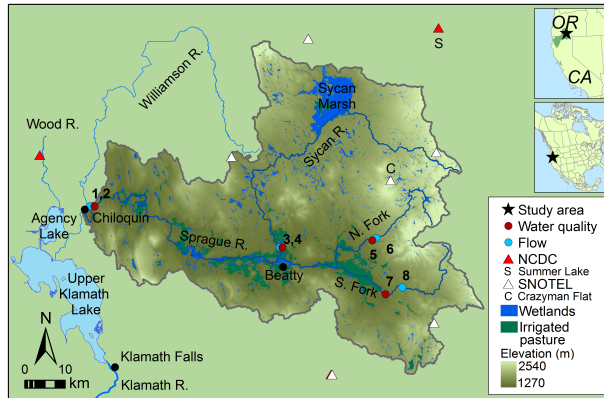 OR
CA
S
Williamson R.
Sycan
Marsh
Wood R.
Sycan R.
C
1,2
Chiloquin
Agency
Lake
N. Fork
Sprague R.
3,4
5
6
Beatty
S. Fork
7
8
Upper
Klamath
Lake
N
Klamath Falls
0
10
km
Klamath R.
Study area
Water quality
Flow
NCDC
S Summer Lake
SNOTEL
C Crazyman Flat
Wetlands
Irrigated
pasture
Elevation (m)
2540
1270